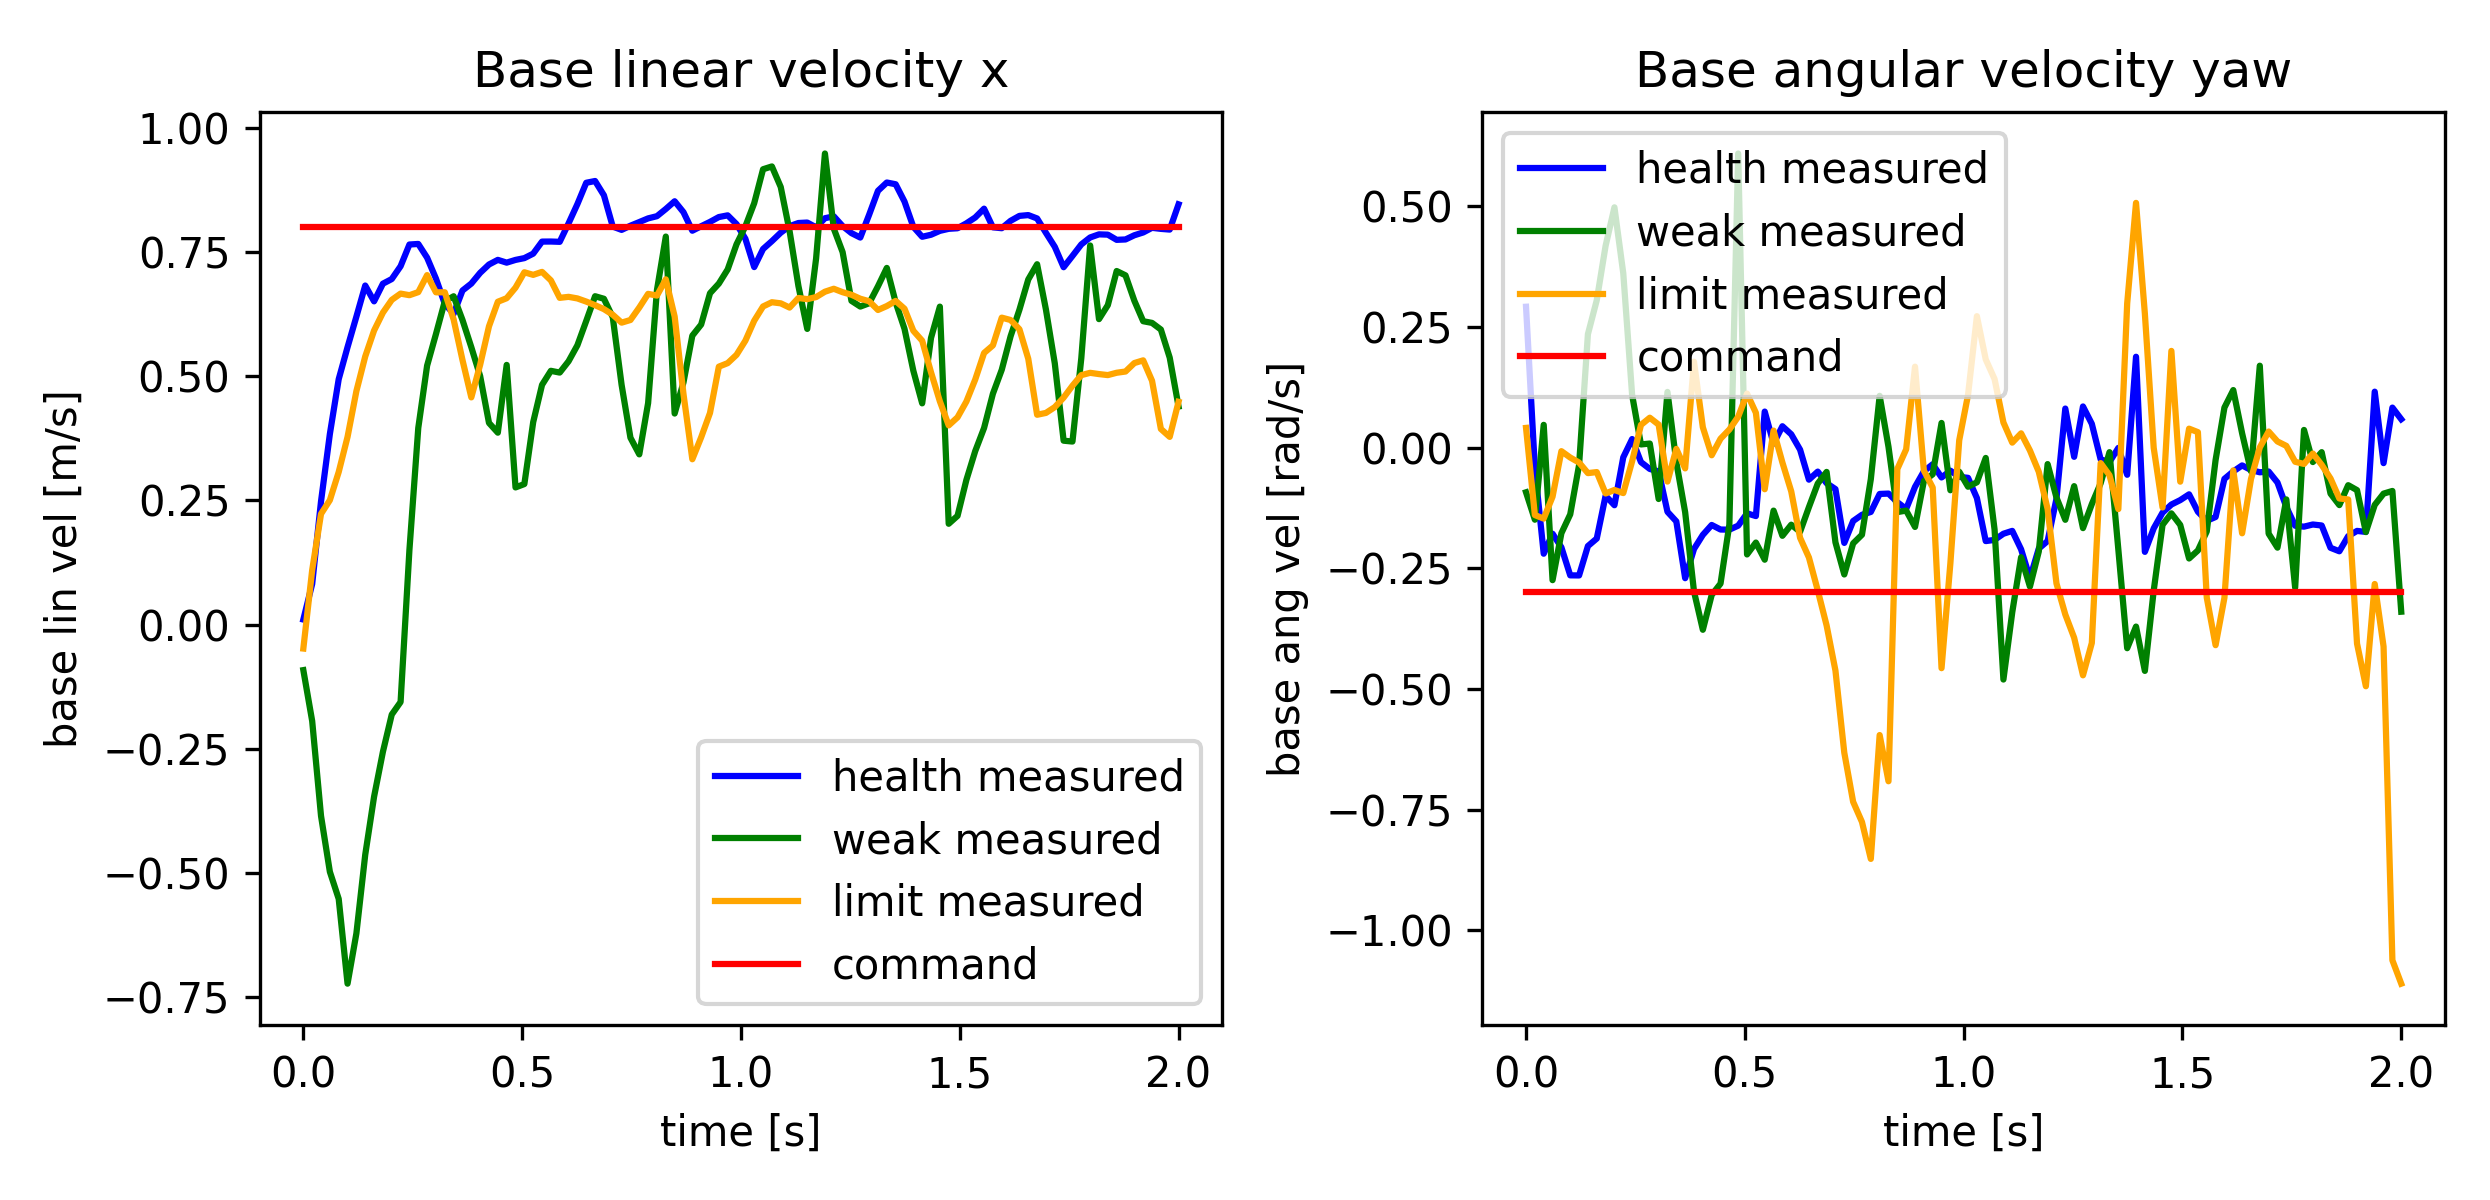 Base linear velocity x
base lin vel [m/s]
1.00
0.75
0.50
0.25
0.00
−0.25
−0.50
−0.75
health measured
weak measured
limit measured
command
0.0 0.5 1.0 1.5 2.0
time [s]
Base angular velocity yaw
base ang vel [rad/s]
0.50
0.25
0.00
−0.25
−0.50
−0.75
−1.00
health measured
weak measured
limit measured
command
0.0 0.5 1.0 1.5 2.0
time [s]